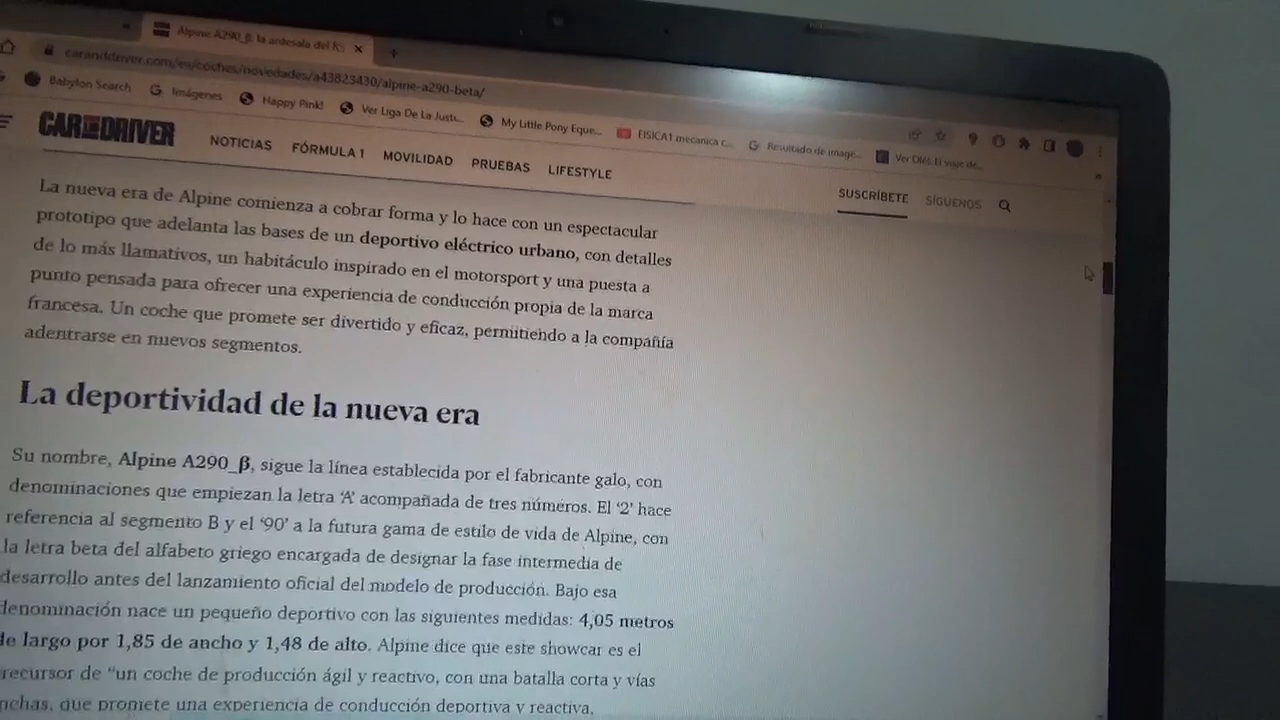 Alpine A290_β: la antesala del R5
caranddriver.com/es/coches/novedades/a43823430/alpine-a290-beta/
Babylon Search
Imágenes
Happy Pink!
Ver Liga De La Justi...
My Little Pony Eque...
FISICA1 mecanica c...
Resultado de image...
CAR AND DRIVER
NOTICIAS
FÓRMULA 1
MOVILIDAD
PRUEBAS
LIFESTYLE
SUSCRÍBETE
SÍGUENOS
La nueva era de Alpine comienza a cobrar forma y lo hace con un espectacular
prototipo que adelanta las bases de un deportivo eléctrico urbano, con detalles
de lo más llamativos, un habitáculo inspirado en el motorsport y una puesta a
punto pensada para ofrecer una experiencia de conducción propia de la marca
francesa. Un coche que promete ser divertido y eficaz, permitiendo a la compañía
adentrarse en nuevos segmentos.
La deportividad de la nueva era
Su nombre, Alpine A290_β, sigue la línea establecida por el fabricante galo, con
denominaciones que empiezan la letra ‘A’ acompañada de tres números. El ‘2’ hace
referencia al segmento B y el ‘90’ a la futura gama de estilo de vida de Alpine, con
la letra beta del alfabeto griego encargada de designar la fase intermedia de
desarrollo antes del lanzamiento oficial del modelo de producción. Bajo esa
denominación nace un pequeño deportivo con las siguientes medidas: 4,05 metros
de largo por 1,85 de ancho y 1,48 de alto. Alpine dice que este showcar es el
recursor de “un coche de producción ágil y reactivo, con una batalla corta y vías
nchas, que promete una experiencia de conducción deportiva y reactiva,